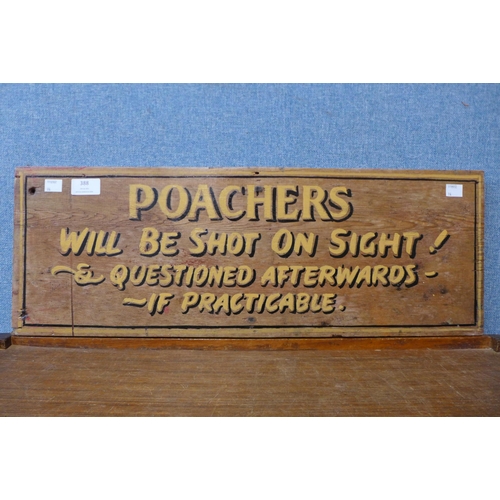 POACHERS
WILL BE SHOT ON SIGHT!
~& QUESTIONED AFTERWARDS-
~IF PRACTICABLE.